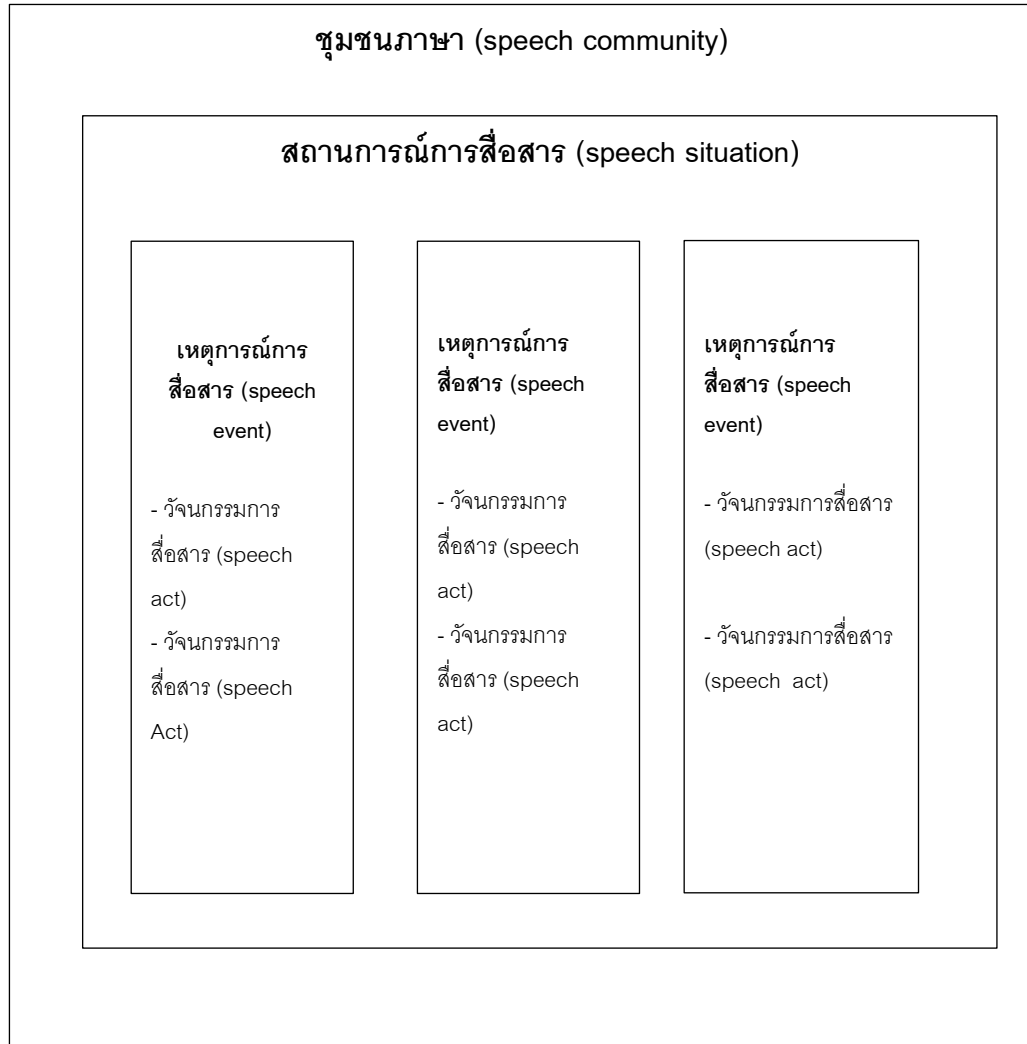 ชุมชนภาษา (speech community)
สถานการณ์การสื่อสาร (speech situation)
เหตุการณ์การ
สื่อสาร (speech
event)
- วัจนกรรมการ
สื่อสาร (speech
act)
- วัจนกรรมการ
สื่อสาร (speech
Act)
เหตุการณ์การ
สื่อสาร (speech
event)
- วัจนกรรมการ
สื่อสาร (speech
act)
- วัจนกรรมการ
สื่อสาร (speech
act)
เหตุการณ์การ
สื่อสาร (speech
event)
- วัจนกรรมการสื่อสาร
(speech act)
- วัจนกรรมการสื่อสาร
(speech act)